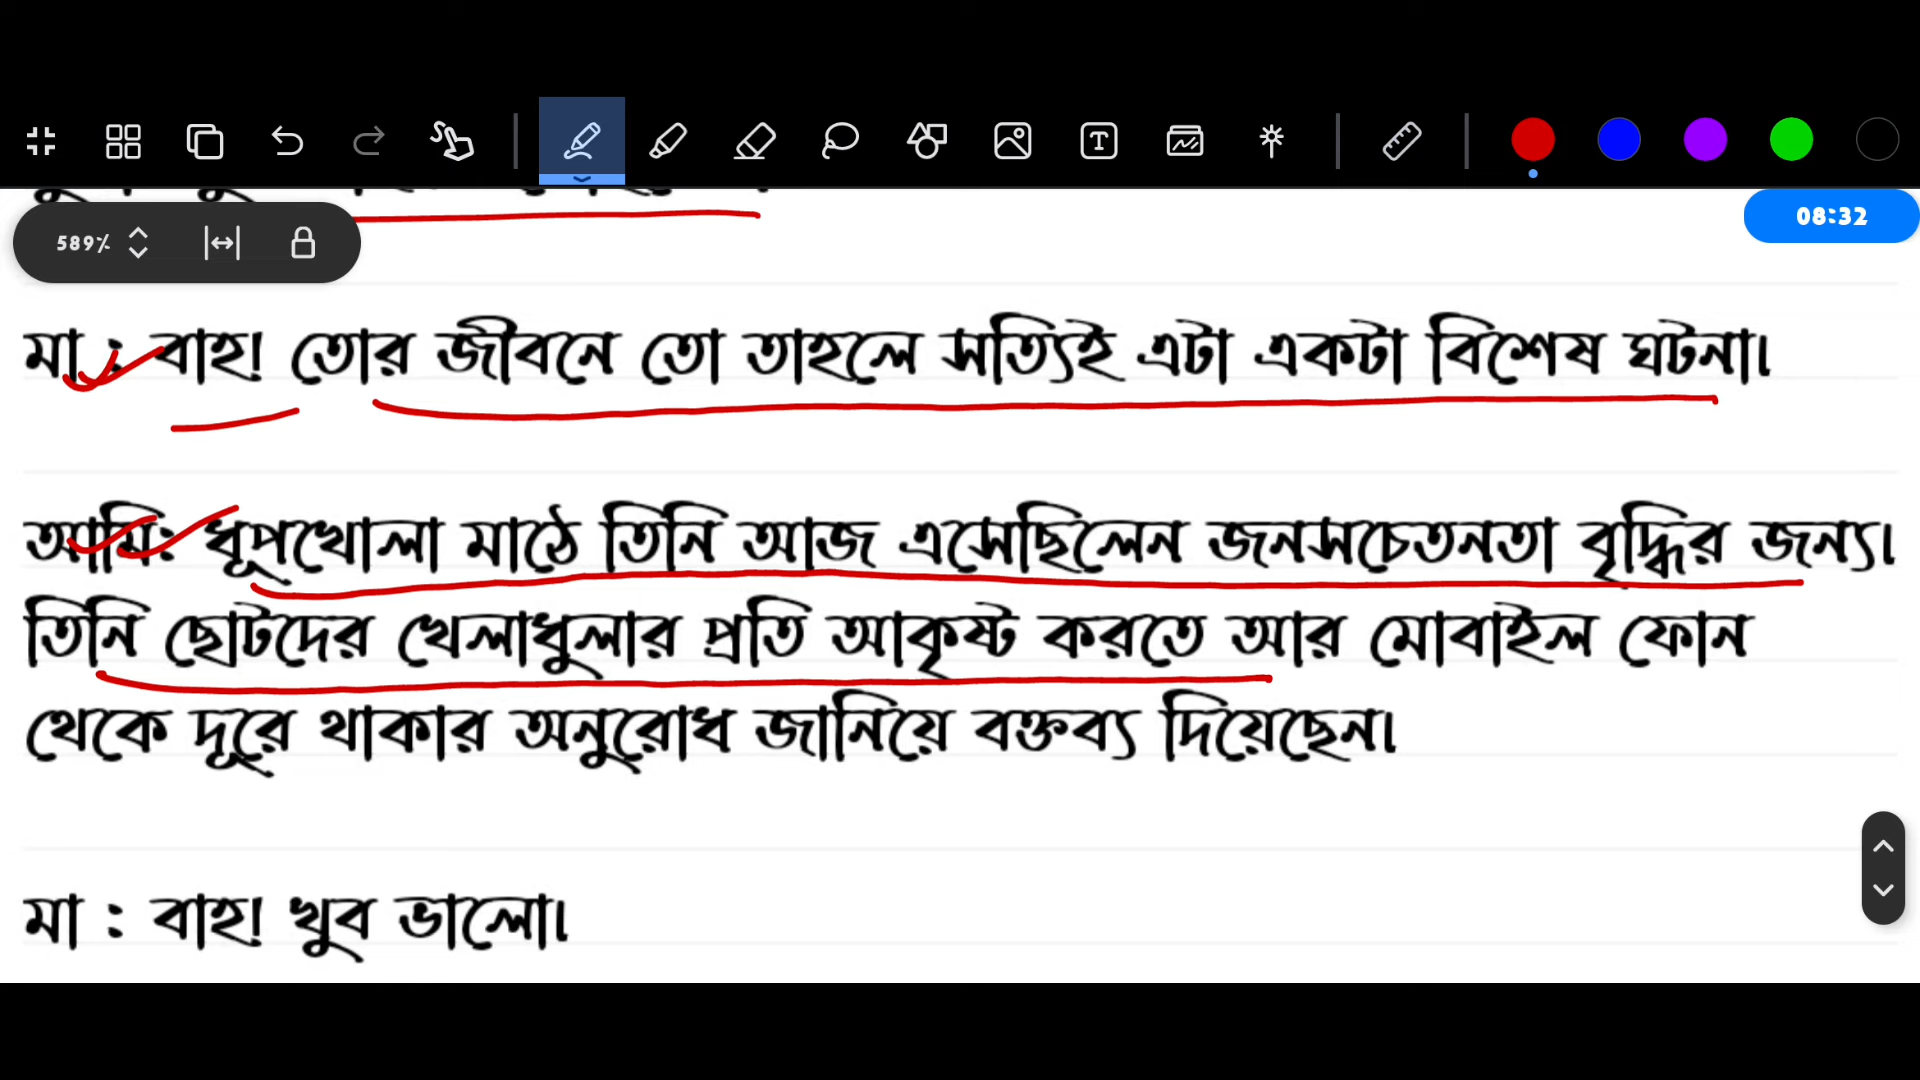 589%
08:32
মা : বাহ! তোর জীবনে তো তাহলে সত্যিই এটা একটা বিশেষ ঘটনা।
আমি: ধূপখোলা মাঠে তিনি আজ এসেছিলেন জনসচেতনতা বৃদ্ধির জন্য।
তিনি ছোটদের খেলাধুলার প্রতি আকৃষ্ট করতে আর মোবাইল ফোন
থেকে দূরে থাকার অনুরোধ জানিয়ে বক্তব্য দিয়েছেন।
মা : বাহ! খুব ভালো।